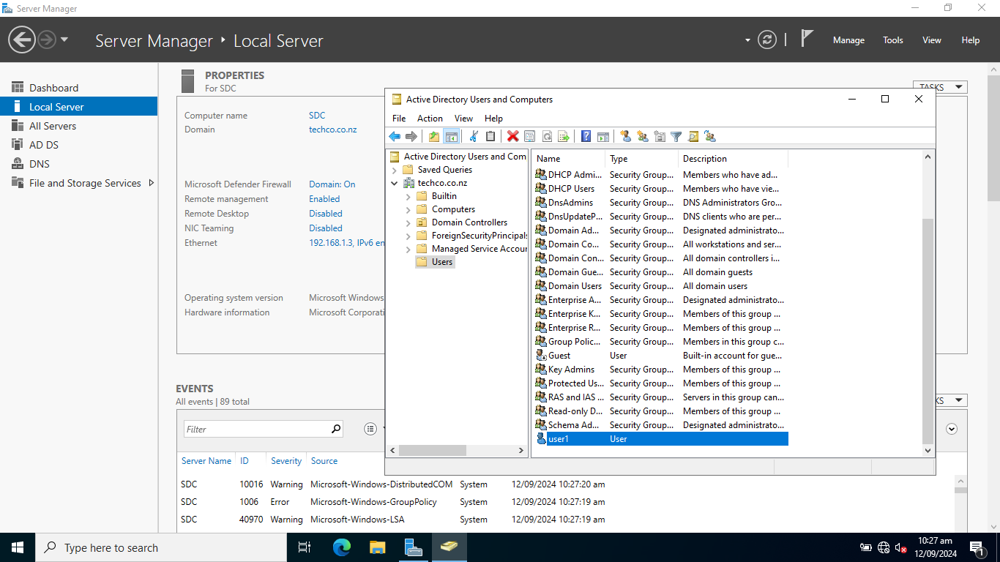 Server Manager
Server Manager ‣ Local Server
Manage Tools View Help
Dashboard
Local Server
All Servers
AD DS
DNS
File and Storage Services
PROPERTIES
For SDC
TASKS
Computer name SDC
Domain techco.co.nz
Microsoft Defender Firewall Domain: On
Remote management Enabled
Remote Desktop Disabled
NIC Teaming Disabled
Ethernet 192.168.1.3, IPv6 en
Operating system version Microsoft Windows
Hardware information Microsoft Corporati
EVENTS
All events | 89 total
KS
Filter
Server Name ID Severity Source
SDC 10016 Warning Microsoft-Windows-DistributedCOM System 12/09/2024 10:27:20 am
SDC 1006 Error Microsoft-Windows-GroupPolicy System 12/09/2024 10:27:19 am
SDC 40970 Warning Microsoft-Windows-LSA System 12/09/2024 10:27:19 am
Active Directory Users and Computers
File Action View Help
Active Directory Users and Com
Saved Queries
techco.co.nz
Builtin
Computers
Domain Controllers
ForeignSecurityPrincipals
Managed Service Accour
Users
Name Type Description
DHCP Admi... Security Group... Members who have ad...
DHCP Users Security Group... Members who have vie...
DnsAdmins Security Group... DNS Administrators Gro...
DnsUpdateP... Security Group... DNS clients who are per...
Domain Ad... Security Group... Designated administrato...
Domain Co... Security Group... All workstations and ser...
Domain Con... Security Group... All domain controllers i...
Domain Gue... Security Group... All domain guests
Domain Users Security Group... All domain users
Enterprise A... Security Group... Designated administrato...
Enterprise K... Security Group... Members of this group ...
Enterprise R... Security Group... Members of this group ...
Group Polic... Security Group... Members in this group c...
Guest User Built-in account for gue...
Key Admins Security Group... Members of this group ...
Protected Us... Security Group... Members of this group ...
RAS and IAS ... Security Group... Servers in this group can...
Read-only D... Security Group... Members of this group ...
Schema Ad... Security Group... Designated administrato...
user1 User
Type here to search
10:27 am
12/09/2024
1